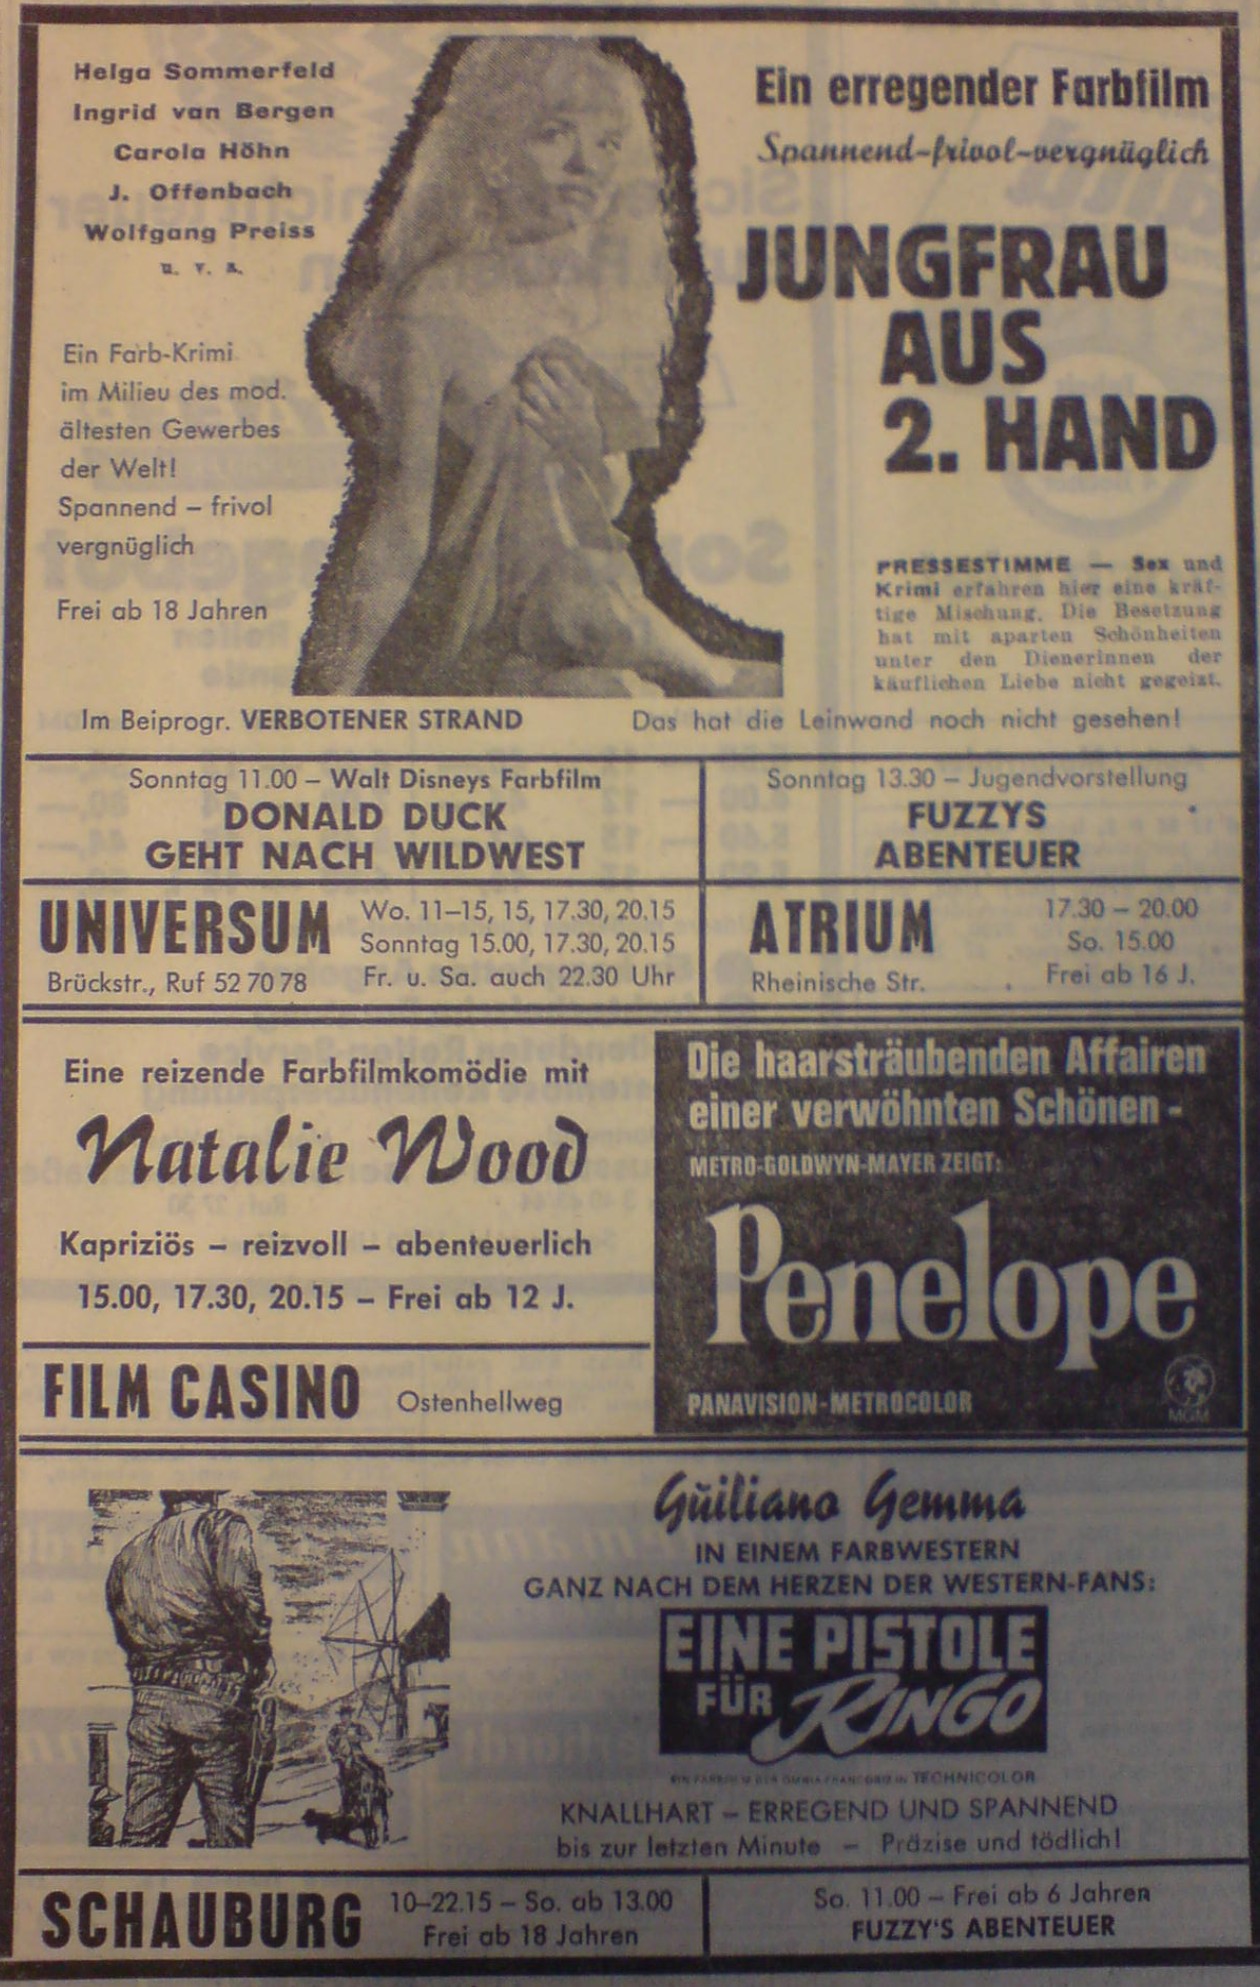 Helga Sommerfeld
Ingrid van Bergen
Carola Höhn
J. Offenbach
Wolfgang Preiss
u. v. a.
Ein Farb-Krimi
im Milieu des mod.
ältesten Gewerbes
der Welt!
Spannend – frivol
vergnüglich
Frei ab 18 Jahren
Ein erregender Farbfilm
Spannend-frivol-vergnüglich
JUNGFRAU
AUS
2. HAND
PRESSESTIMME — Sex und
Krimi erfahren hier eine kräf-
tige Mischung. Die Besetzung
hat mit aparten Schönheiten
unter den Dienerinnen der
käuflichen Liebe nicht gegeizt.
Im Beiprogr. VERBOTENER STRAND
Das hat die Leinwand noch nicht gesehen!
Sonntag 11.00 – Walt Disneys Farbfilm
DONALD DUCK
GEHT NACH WILDWEST
Sonntag 13.30 – Jugendvorstellung
FUZZYS
ABENTEUER
UNIVERSUM
Brückstr., Ruf 52 70 78
Wo. 11–15, 15, 17.30, 20.15
Sonntag 15.00, 17.30, 20.15
Fr. u. Sa. auch 22.30 Uhr
ATRIUM
Rheinische Str.
17.30 – 20.00
So. 15.00
Frei ab 16 J.
Eine reizende Farbfilmkomödie mit
Natalie Wood
Kapriziös – reizvoll – abenteuerlich
15.00, 17.30, 20.15 – Frei ab 12 J.
FILM CASINO Ostenhellweg
Die haarsträubenden Affairen
einer verwöhnten Schönen -
METRO-GOLDWYN-MAYER ZEIGT:
Penelope
PANAVISION-METROCOLOR
MGM
Guiliano Gemma
IN EINEM FARBWESTERN
GANZ NACH DEM HERZEN DER WESTERN-FANS:
EINE PISTOLE
FÜR RINGO
TECHNICOLOR
KNALLHART – ERREGEND UND SPANNEND
bis zur letzten Minute – Präzise und tödlich!
SCHAUBURG
10–22.15 – So. ab 13.00
Frei ab 18 Jahren
So. 11.00 – Frei ab 6 Jahren
FUZZY'S ABENTEUER